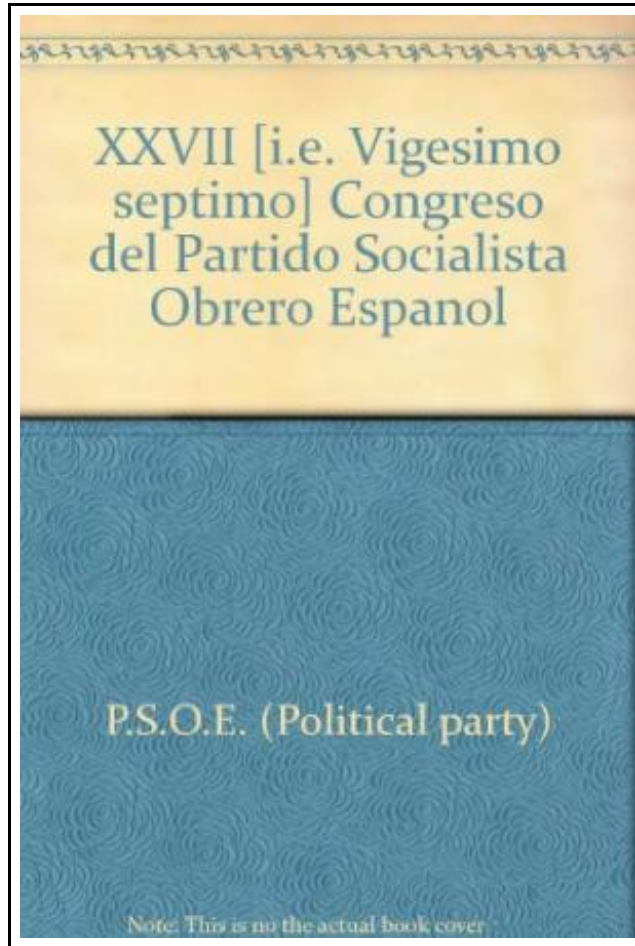 XXVII [i.e. Vigesimo
septimo] Congreso
del Partido Socialista
Obrero Espanol
P.S.O.E. (Political party)
Note: This is no the actual book cover